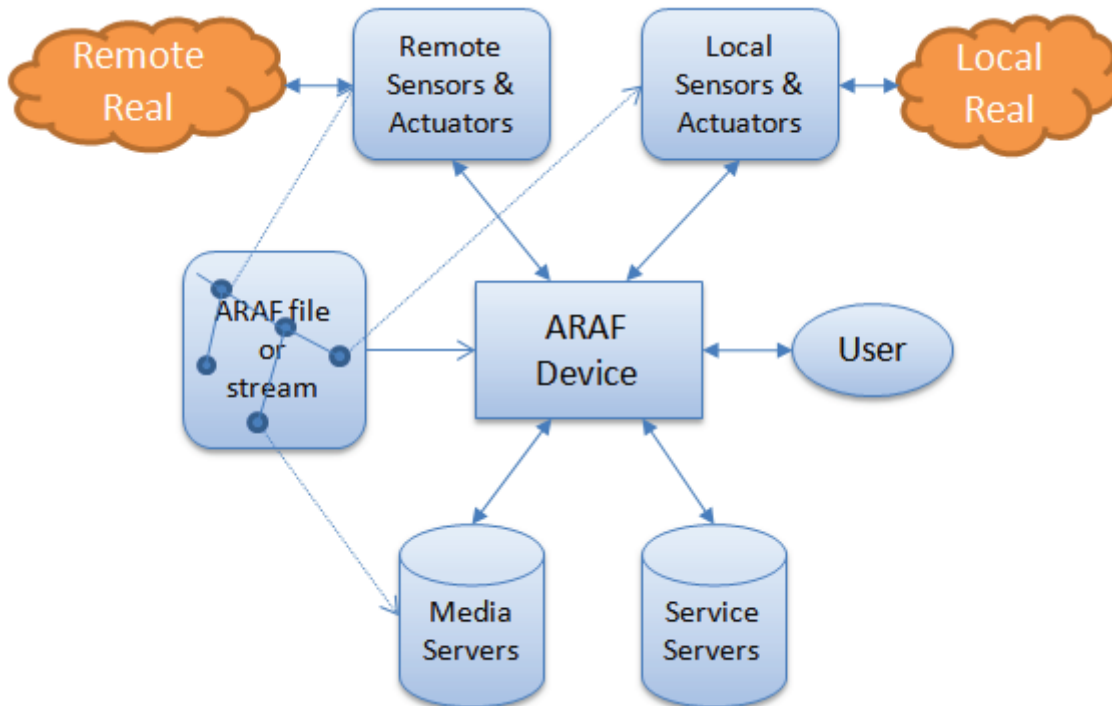 Remote
Real
Remote
Sensors &
Actuators
Local
Sensors &
Actuators
Local
Real
ARAF file
or
stream
ARAF
Device
User
Media
Servers
Service
Servers